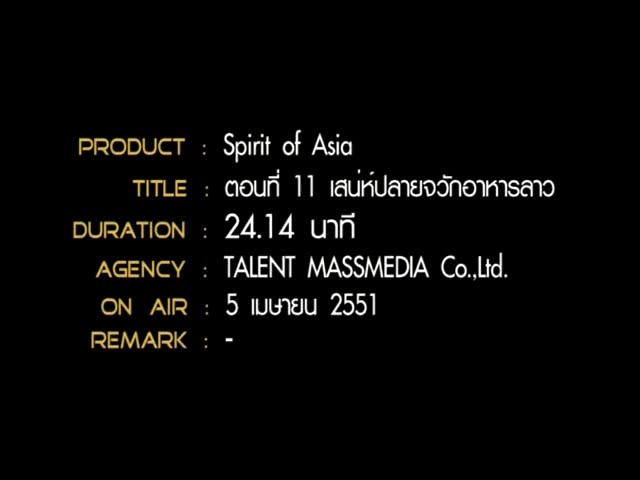 PRODUCT : Spirit of Asia
TITLE : ตอนที่ 11 เสน่ห์ปลายจวักอาหารลาว
DURATION : 24.14 นาที
AGENCY : TALENT MASSMEDIA Co.,Ltd.
ON AIR : 5 เมษายน 2551
REMARK : -